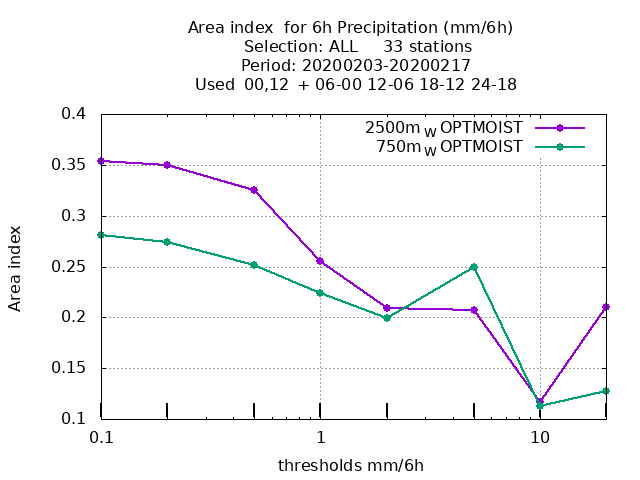 Area index  for 6h Precipitation (mm/6h)
Selection: ALL     33 stations
Period: 20200203-20200217
Used  00,12  + 06-00 12-06 18-12 24-18
2500m W OPTMOIST
750m W OPTMOIST
0.4
0.35
0.3
0.25
0.2
0.15
0.1
Area index
0.1
1
10
thresholds mm/6h